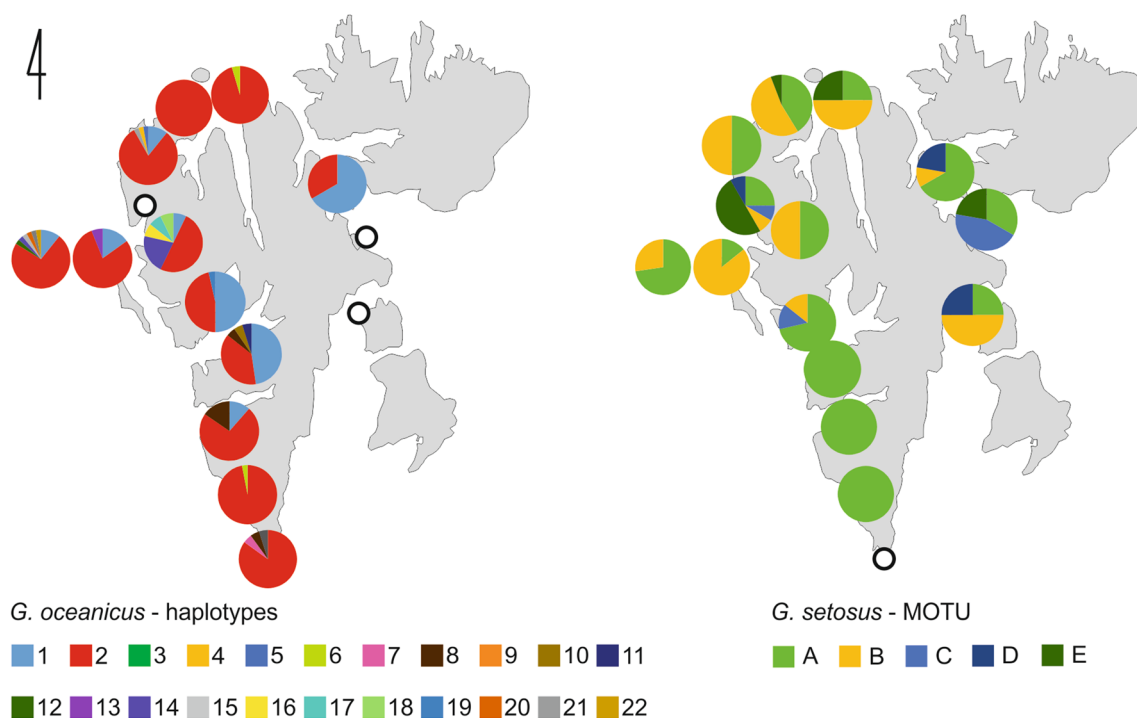 4
G. oceanicus - haplotypes
1 2 3 4 5 6 7 8 9 10 11
12 13 14 15 16 17 18 19 20 21 22
G. setosus - MOTU
A B C D E